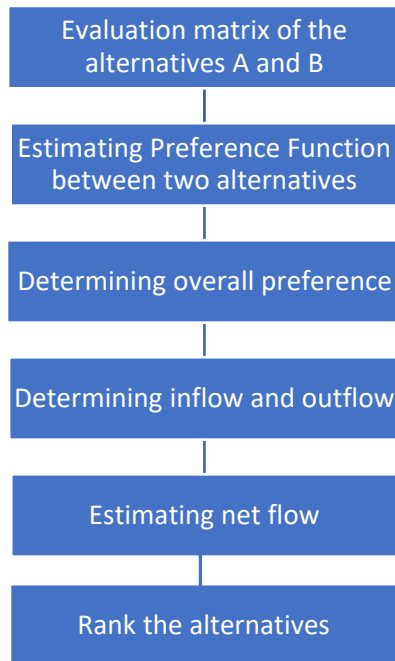 Evaluation matrix of the
alternatives A and B
Estimating Preference Function
between two alternatives
Determining overall preference
Determining inflow and outflow
Estimating net flow
Rank the alternatives